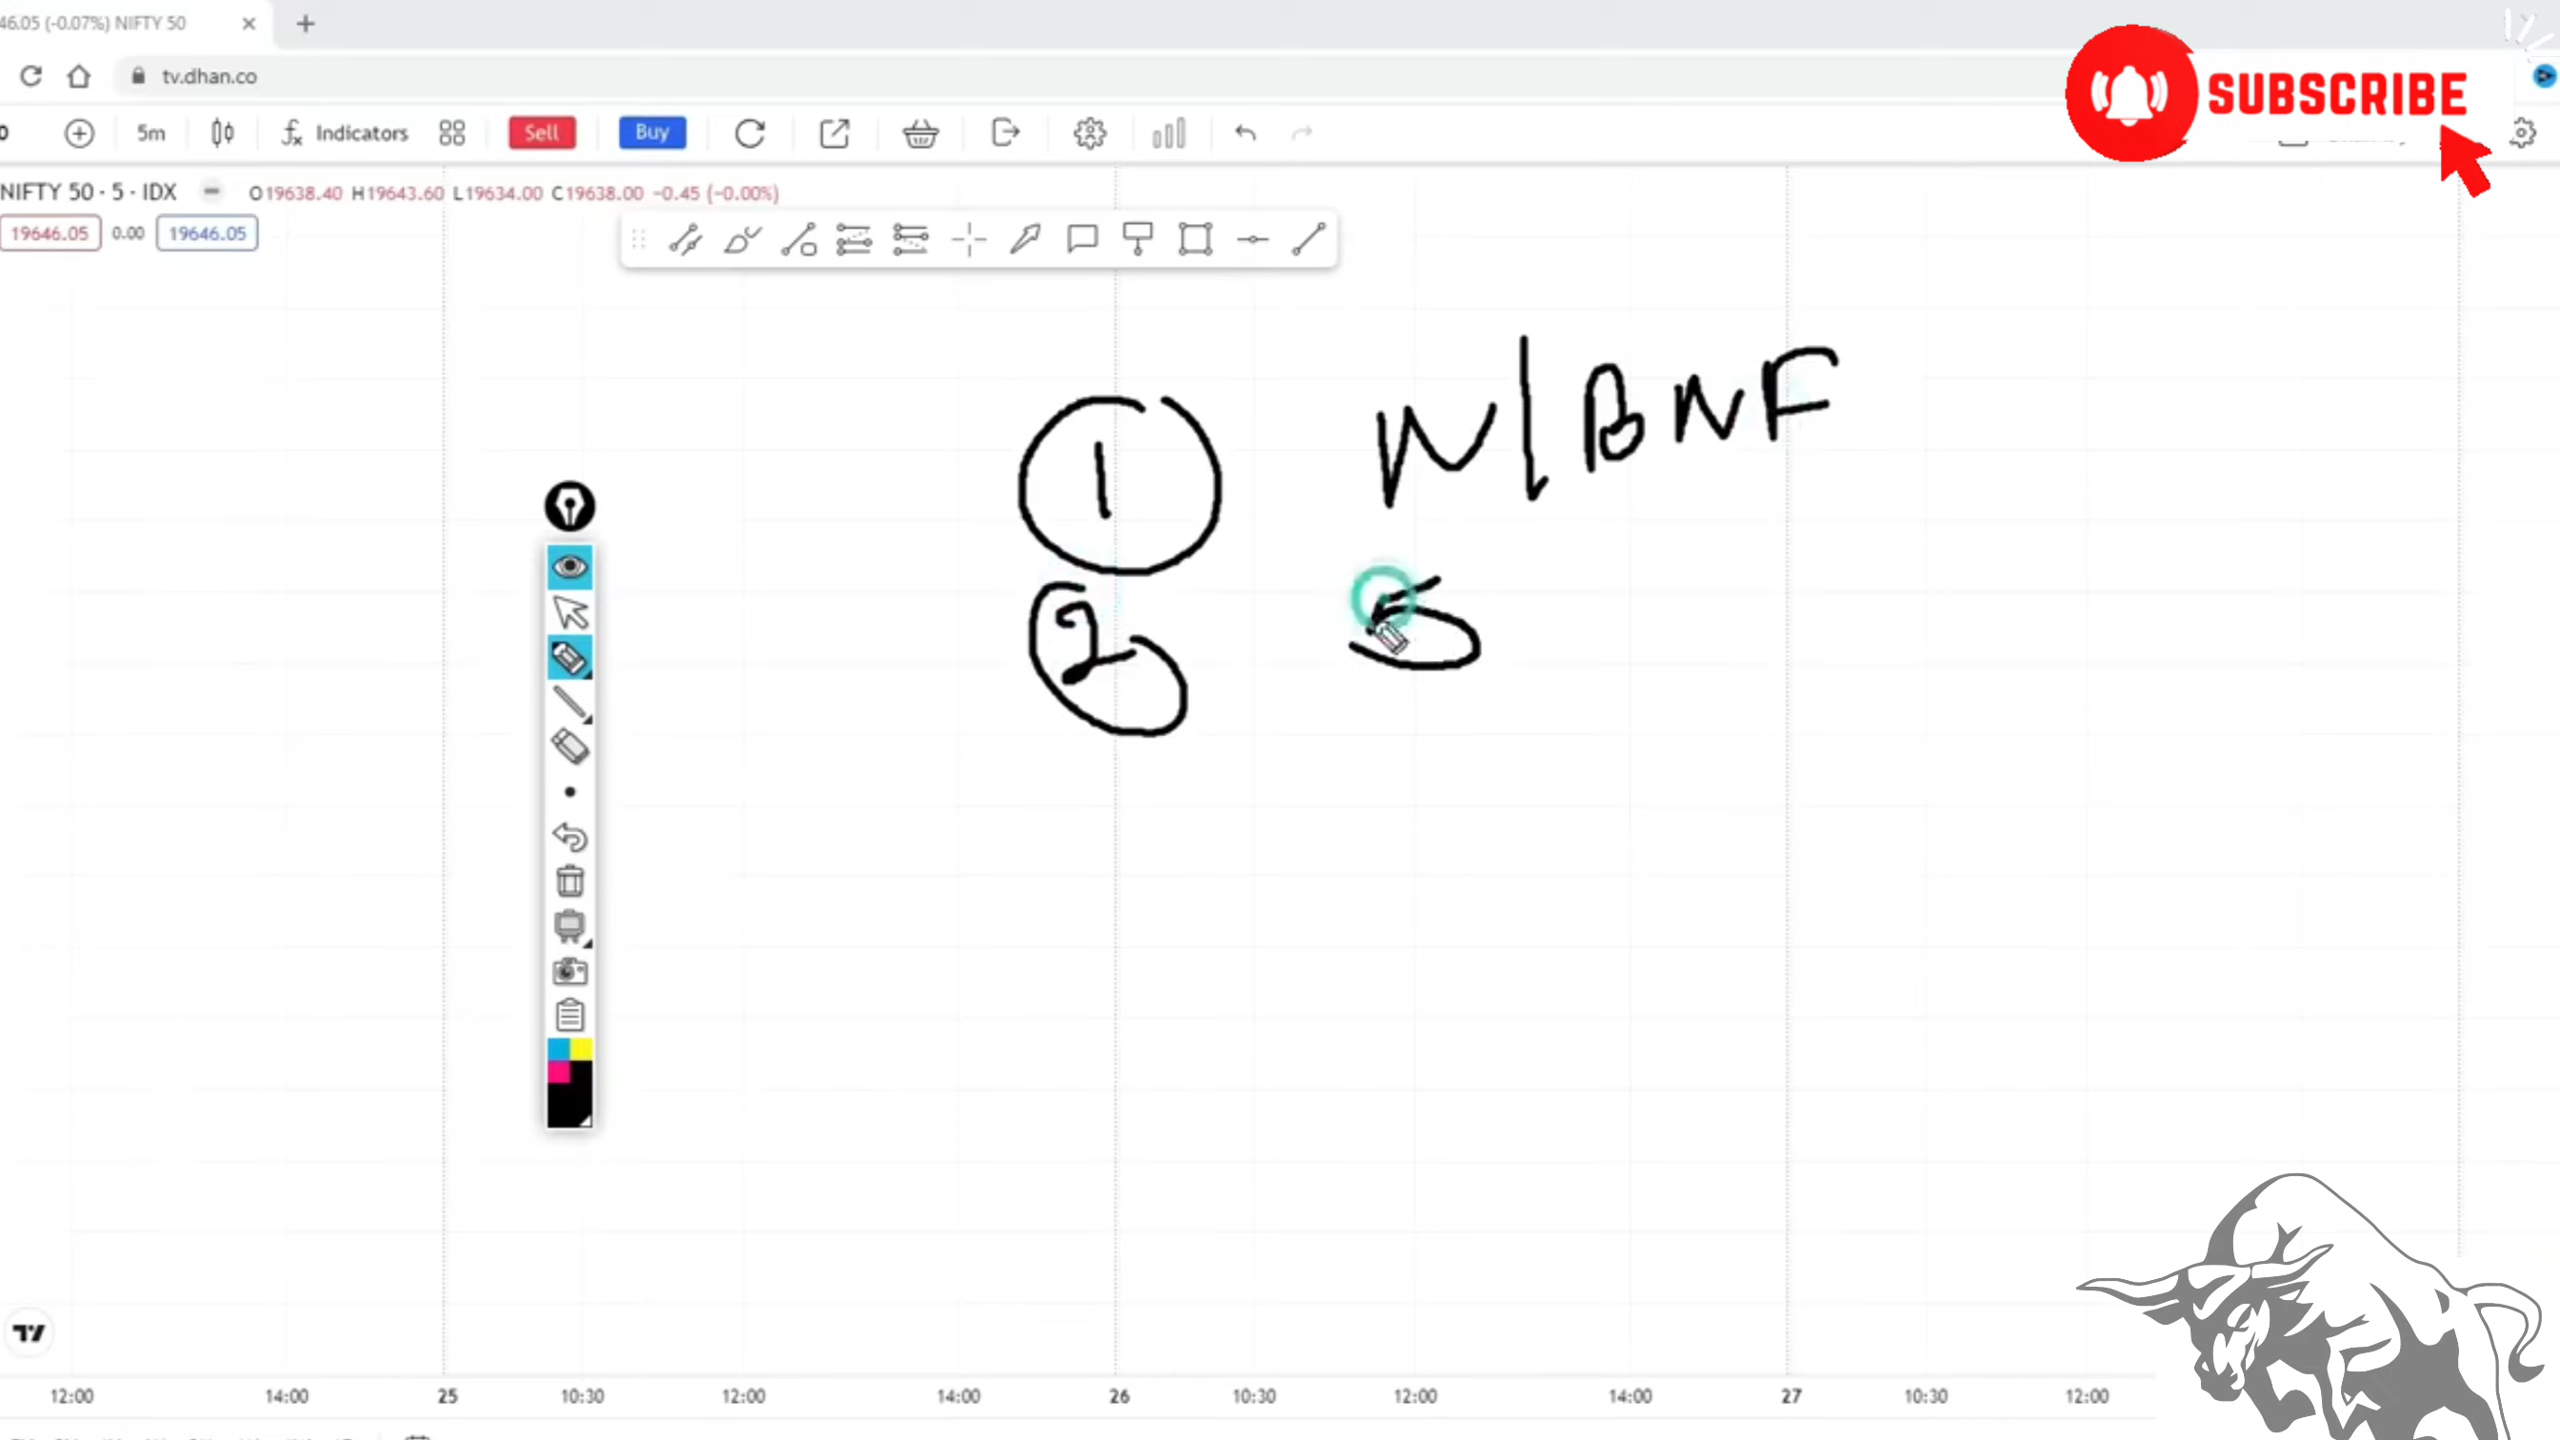 46.05 (-0.07%) NIFTY 50
tv.dhan.co
SUBSCRIBE
5m Indicators Sell Buy
NIFTY 50 · 5 · IDX O19638.40 H19643.60 L19634.00 C19638.00 −0.45 (−0.00%)
19646.05 0.00 19646.05
1 N/BNF
2 5
12:00 14:00 25 10:30 12:00 14:00 26 10:30 12:00 14:00 27 10:30 12:00